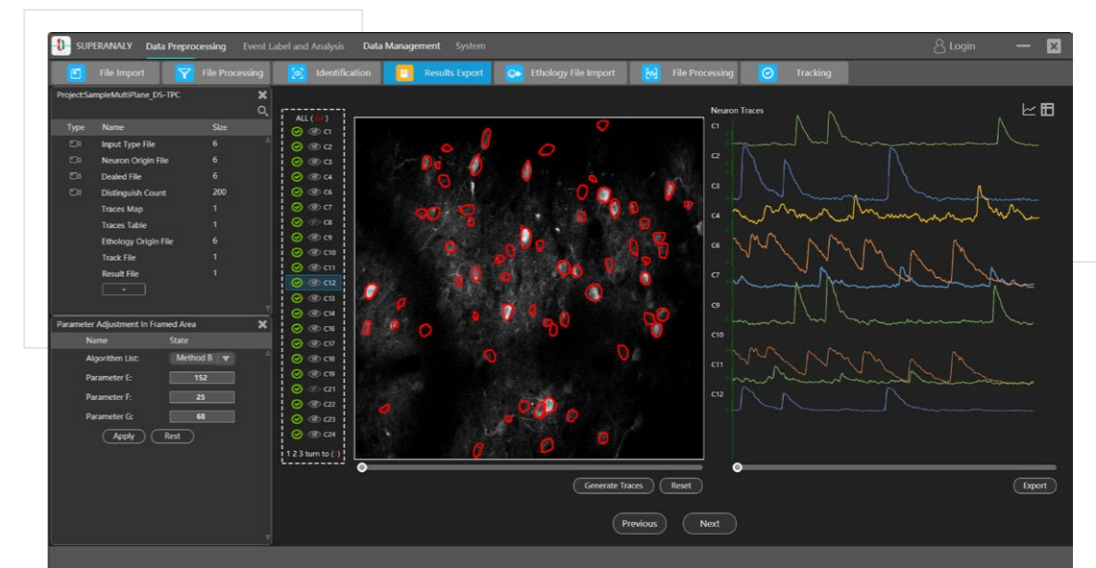 SUPERANALY Data Preprocessing Event Label and Analysis Data Management System Login
File Import File Processing Identification Results Export Ethology File Import File Processing Tracking
Project:SampleMultiPlane_DS-TPC
Type Name Size
Input Type File 6
Neuron Origin File 6
Dealed File 6
Distinguish Count 200
Traces Map 1
Traces Table 1
Ethology Origin File 6
Track File 1
Result File 1
+
Parameter Adjustment In Framed Area
Name State
Algorithm List: Method B
Parameter E: 152
Parameter F: 25
Parameter G: 68
Apply Rest
ALL ( )
C1
C2
C3
C4
C6
C7
C8
C9
C10
C11
C12
C13
C14
C16
C17
C18
C19
C21
C22
C23
C24
1 2 3 turn to ( )
Generate Traces Reset
Previous Next
Neuron Traces
C1
C2
C3
C4
C6
C7
C9
C10
C11
C12
Export